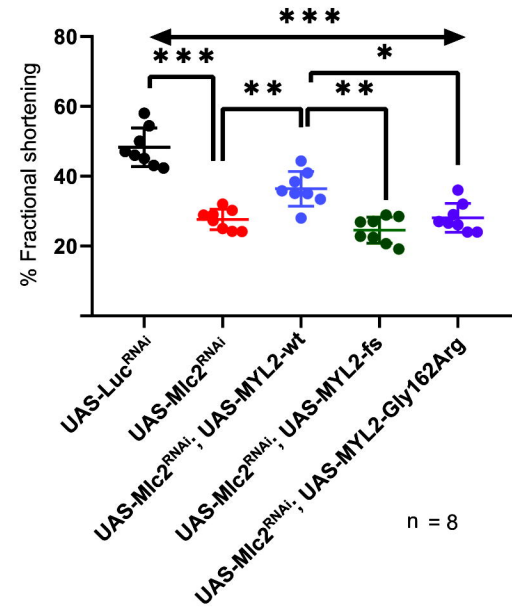 ***
80
***
*
60
**
**
40
20
% Fractional shortening
UAS-Luc^RNAi
UAS-Mlc2^RNAi
UAS-Mlc2^RNAi; UAS-MYL2-wt
UAS-Mlc2^RNAi; UAS-MYL2-fs
UAS-Mlc2^RNAi; UAS-MYL2-Gly162Arg
n = 8